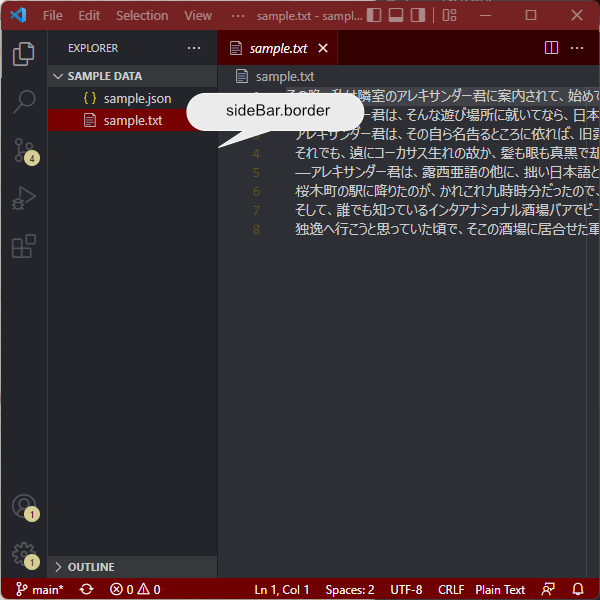 File Edit Selection View ··· sample.txt - sampl...
EXPLORER ···
sample.txt
···
SAMPLE DATA
sample.txt
{ } sample.json
隣室のアレキサンダー君に案内されて、始めて
sample.txt
sideBar.border
君は、そんな遊び場所に就いてなら、日本
アレキサンダー君は、その自ら名告るところに依れば、旧露
4 それでも、遠にコーカサス生れの故か、髪も眼も真黒で却
5 ―アレキサンダー君は、露西亜語の他に、拙い日本語と
6 桜木町の駅に降りたのが、かれこれ九時時分だったので、
7 そして、誰でも知っているインタアナショナル酒場バアでビー
8 独逸へ行こうと思っていた頃で、そこの酒場に居合せた軍
4
1
1
OUTLINE
main* 0 0 Ln 1, Col 1 Spaces: 2 UTF-8 CRLF Plain Text